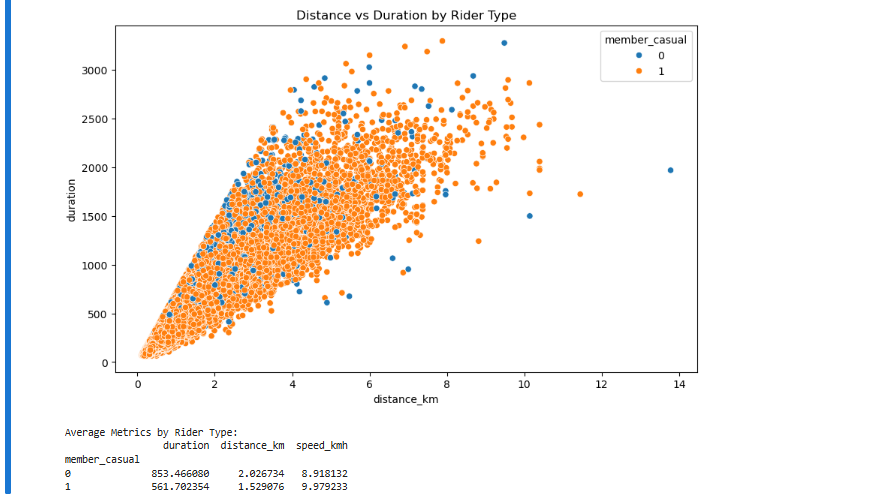 Distance vs Duration by Rider Type
member_casual
0
1
3000
2500
2000
1500
1000
500
0
duration
0 2 4 6 8 10 12 14
distance_km
Average Metrics by Rider Type:
duration distance_km speed_kmh
member_casual
0 853.466080 2.026734 8.918132
1 561.702354 1.529076 9.979233